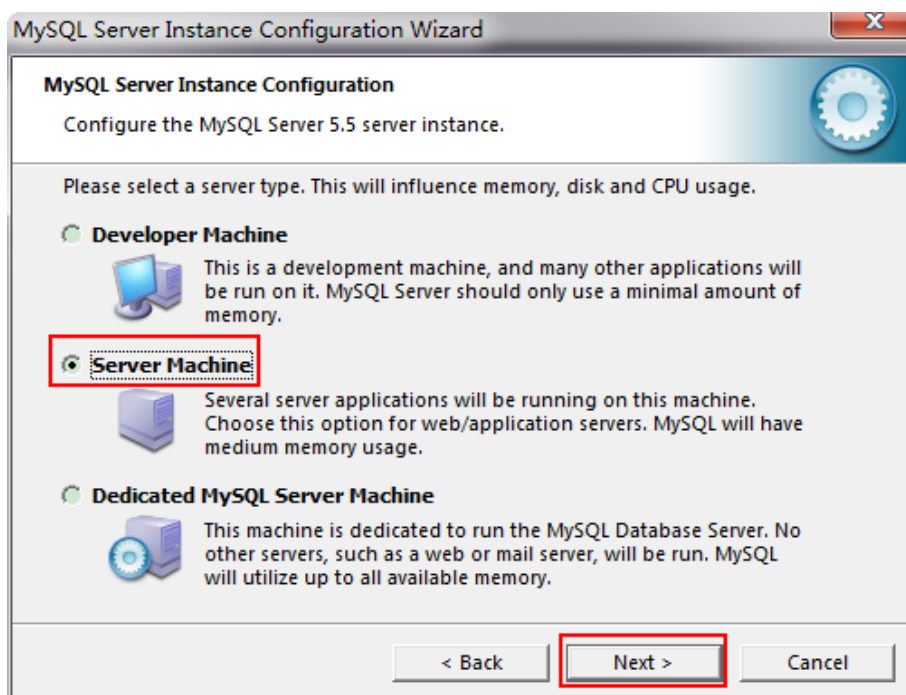 MySQL Server Instance Configuration Wizard
MySQL Server Instance Configuration
Configure the MySQL Server 5.5 server instance.
Please select a server type. This will influence memory, disk and CPU usage.
Developer Machine
This is a development machine, and many other applications will
be run on it. MySQL Server should only use a minimal amount of
memory.
Server Machine
Several server applications will be running on this machine.
Choose this option for web/application servers. MySQL will have
medium memory usage.
Dedicated MySQL Server Machine
This machine is dedicated to run the MySQL Database Server. No
other servers, such as a web or mail server, will be run. MySQL
will utilize up to all available memory.
< Back
Next >
Cancel